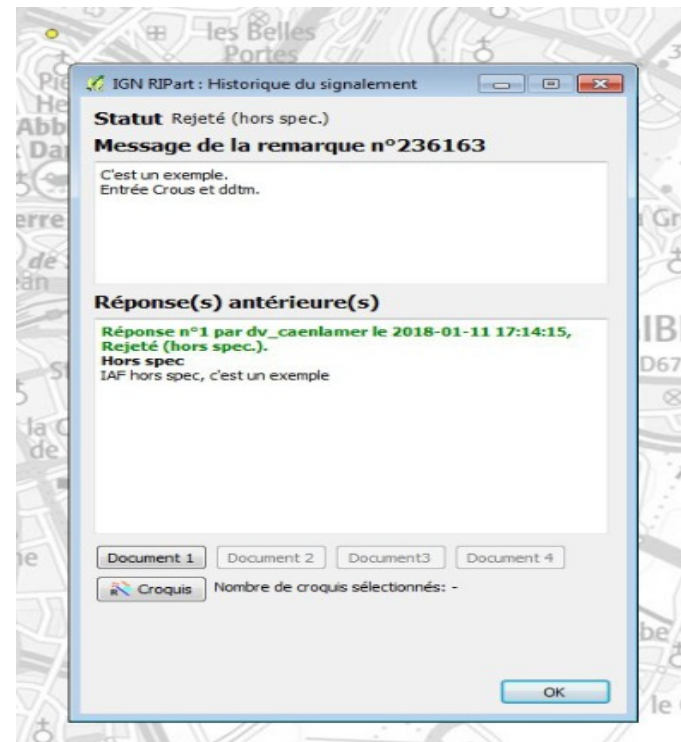 les Belles
Portes
IGN RIPart : Historique du signalement
Statut Rejeté (hors spec.)
Message de la remarque n°236163
C'est un exemple.
Entrée Crous et ddtm.
Réponse(s) antérieure(s)
Réponse n°1 par dv_caenlamer le 2018-01-11 17:14:15,
Rejeté (hors spec.).
Hors spec
IAF hors spec, c'est un exemple
D67
la
de
Document 1 Document 2 Document3 Document 4
Croquis Nombre de croquis sélectionnés: -
OK
le